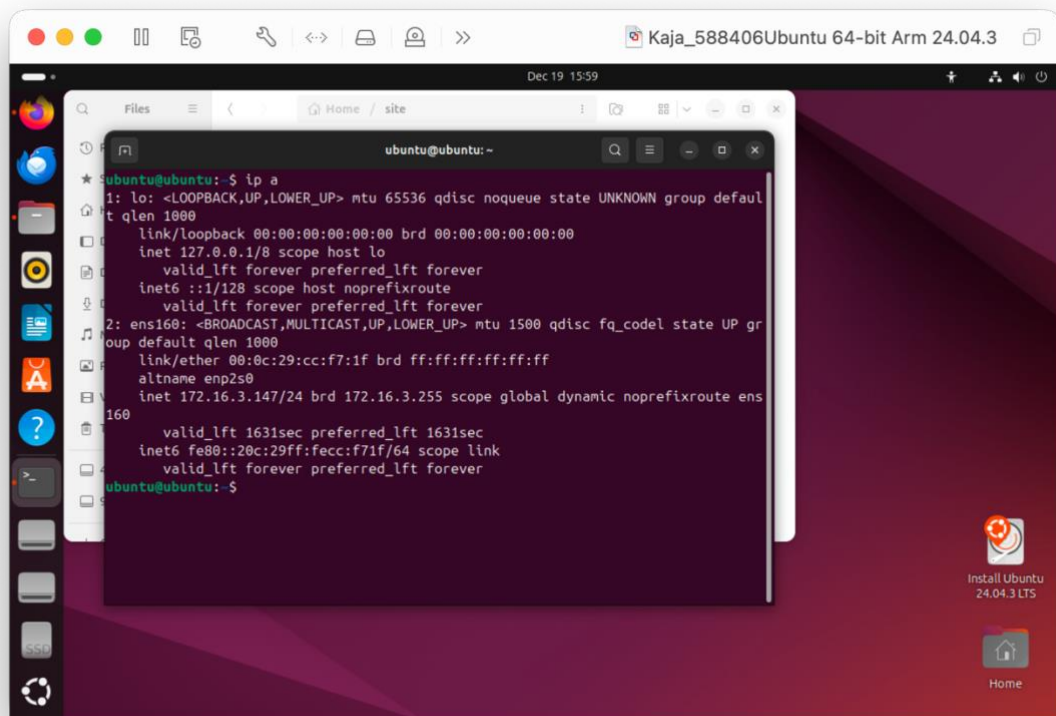 Kaja_588406Ubuntu 64-bit Arm 24.04.3
Dec 19 15:59
Files
Home / site
ubuntu@ubuntu: ~
ubuntu@ubuntu:~$ ip a
1: lo: <LOOPBACK,UP,LOWER_UP> mtu 65536 qdisc noqueue state UNKNOWN group defaul
t qlen 1000
link/loopback 00:00:00:00:00:00 brd 00:00:00:00:00:00
inet 127.0.0.1/8 scope host lo
valid_lft forever preferred_lft forever
inet6 ::1/128 scope host noprefixroute
valid_lft forever preferred_lft forever
2: ens160: <BROADCAST,MULTICAST,UP,LOWER_UP> mtu 1500 qdisc fq_codel state UP gr
oup default qlen 1000
link/ether 00:0c:29:cc:f7:1f brd ff:ff:ff:ff:ff:ff
altname enp2s0
inet 172.16.3.147/24 brd 172.16.3.255 scope global dynamic noprefixroute ens
160
valid_lft 1631sec preferred_lft 1631sec
inet6 fe80::20c:29ff:fecc:f71f/64 scope link
valid_lft forever preferred_lft forever
ubuntu@ubuntu:~$
SSD
Install Ubuntu
24.04.3 LTS
Home